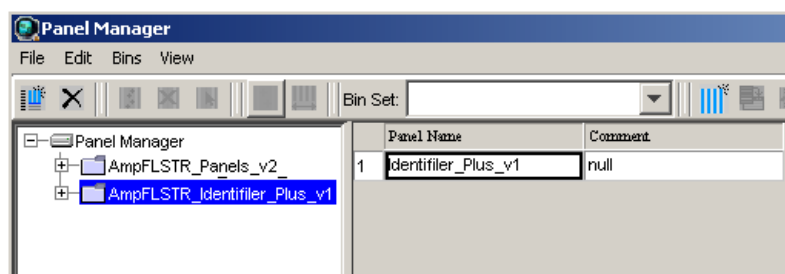 Panel Manager
File Edit Bins View
Bin Set:
Panel Manager
AmpFLSTR_Panels_v2_
AmpFLSTR_Identifiler_Plus_v1
Panel Name Comment
1 Identifiler_Plus_v1 null